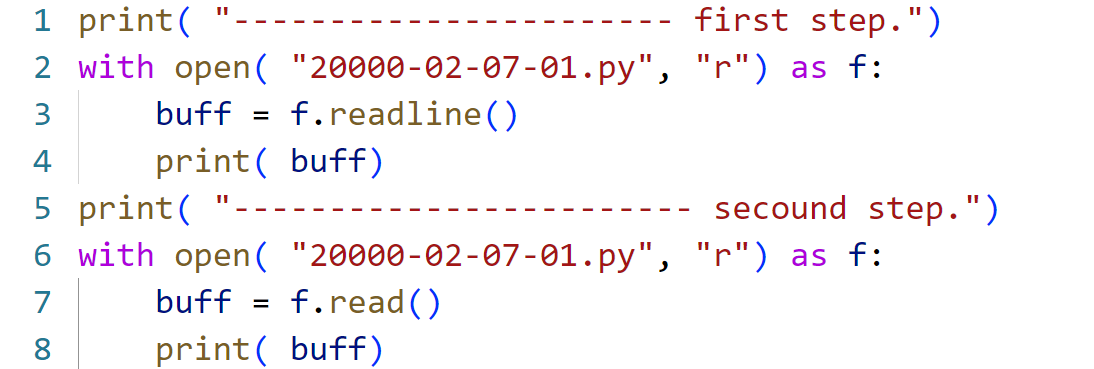 1 print( "----------------------- first step.")
2 with open( "20000-02-07-01.py", "r") as f:
3     buff = f.readline()
4     print( buff)
5 print( "------------------------ secound step.")
6 with open( "20000-02-07-01.py", "r") as f:
7     buff = f.read()
8     print( buff)